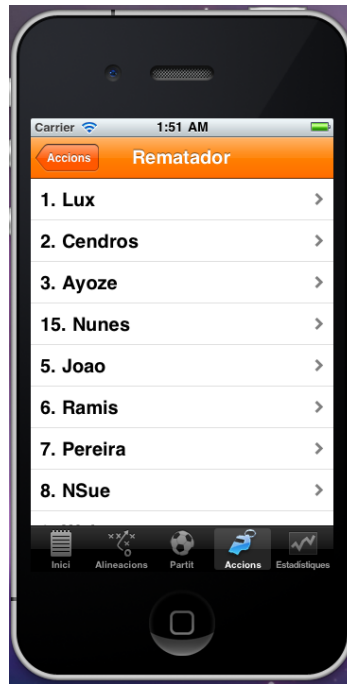 Carrier 1:51 AM
Accions Rematador
1. Lux
2. Cendros
3. Ayoze
15. Nunes
5. Joao
6. Ramis
7. Pereira
8. NSue
Inici Alineacions Partit Accions Estadístiques